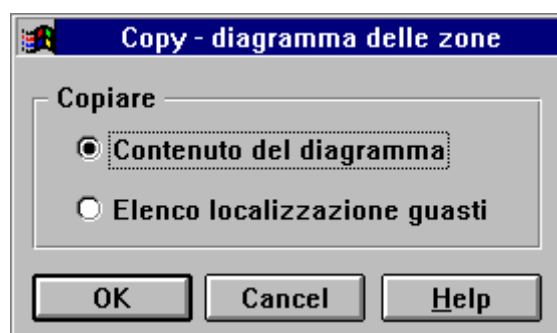 Copy - diagramma delle zone
Copiare
Contenuto del diagramma
Elenco localizzazione guasti
OK Cancel Help